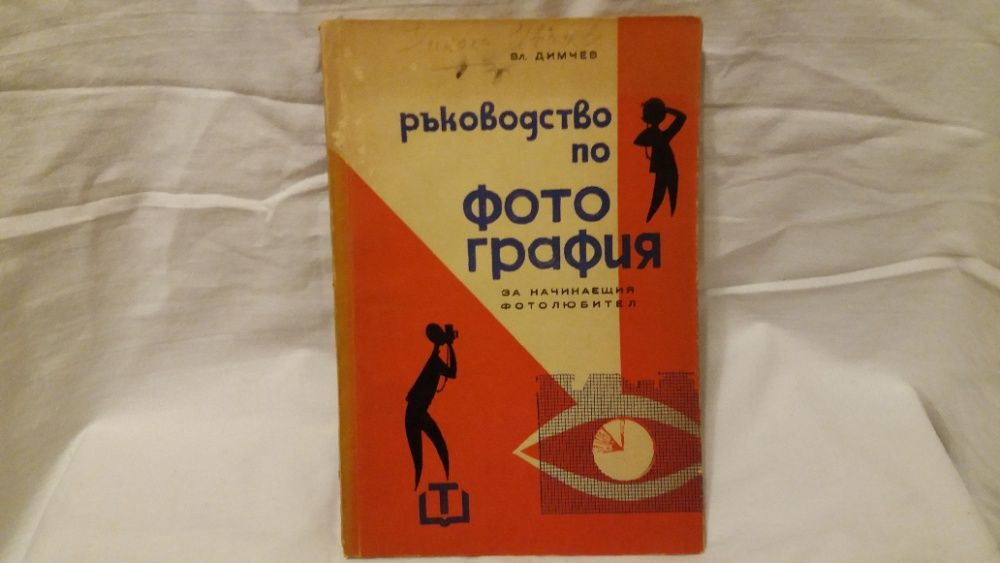 Вл. ДИМЧЕВ
ръководство
по
ФОТО
графия
ЗА НАЧИНАЕЩИЯ
ФОТОЛЮБИТЕЛ
Т